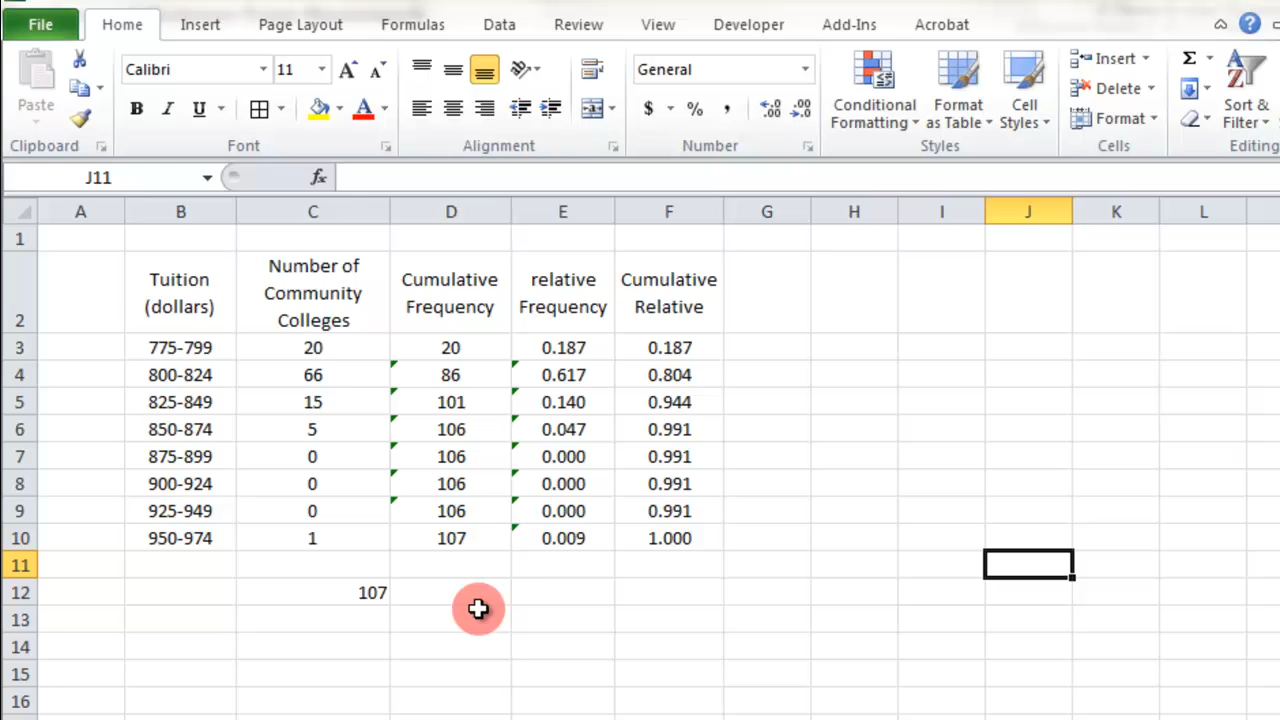 File Home Insert Page Layout Formulas Data Review View Developer Add-Ins Acrobat
Paste
Calibri 11
B I U
General
$ % ,
Conditional Formatting
Format as Table
Cell Styles
Insert
Delete
Format
Σ
Sort & Filter
Clipboard Font Alignment Number Styles Cells Editing
J11 fx
A B C D E F G H I J K L
1
2 Tuition (dollars) Number of Community Colleges Cumulative Frequency relative Frequency Cumulative Relative
3 775-799 20 20 0.187 0.187
4 800-824 66 86 0.617 0.804
5 825-849 15 101 0.140 0.944
6 850-874 5 106 0.047 0.991
7 875-899 0 106 0.000 0.991
8 900-924 0 106 0.000 0.991
9 925-949 0 106 0.000 0.991
10 950-974 1 107 0.009 1.000
11
12 107
13
14
15
16